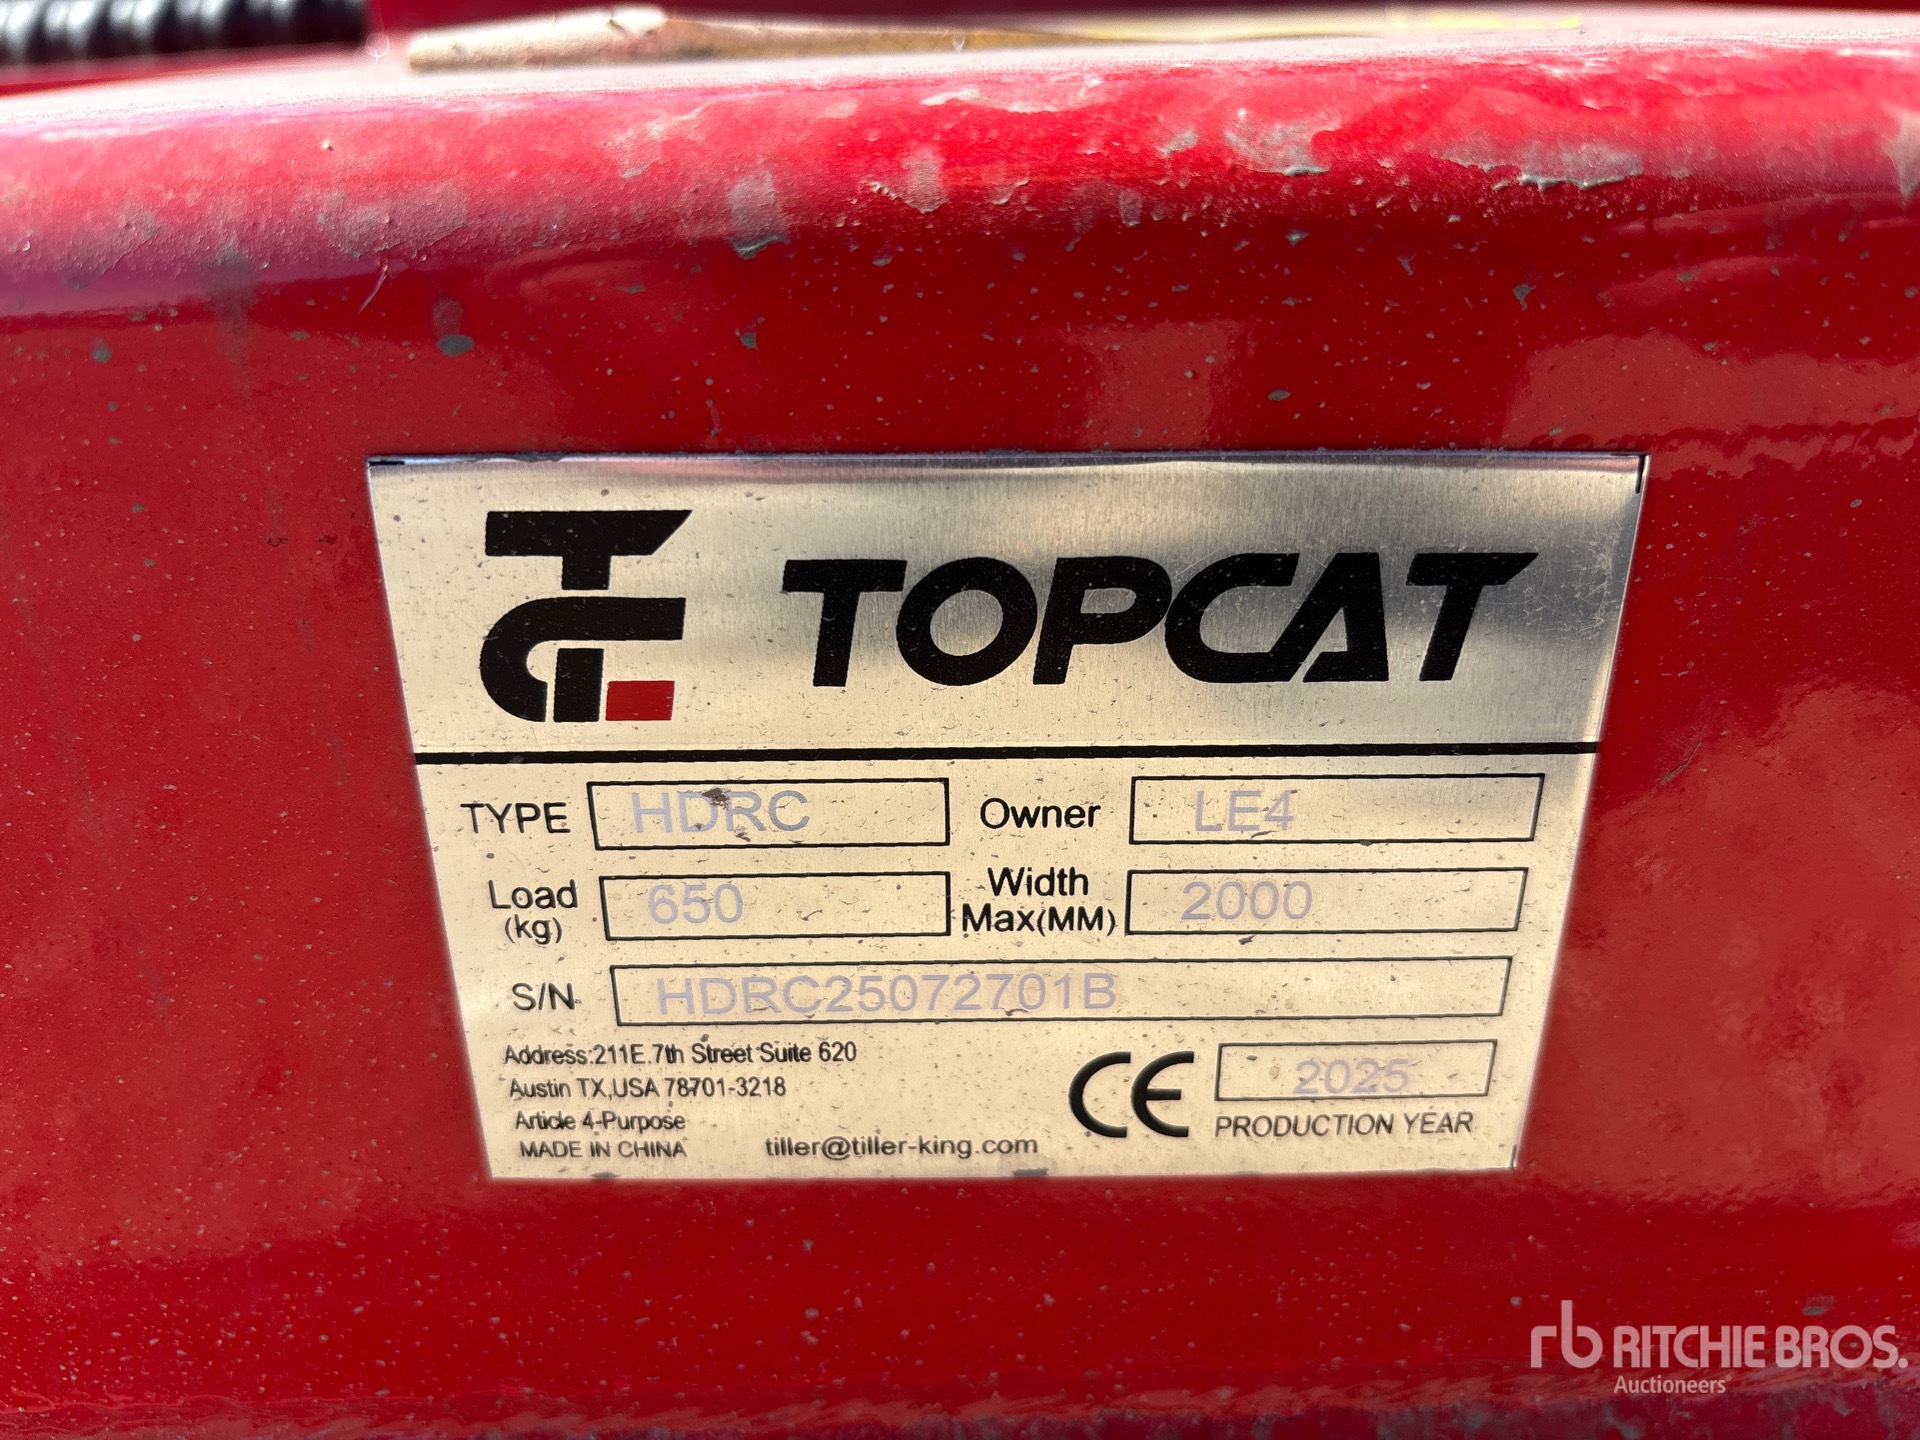 TOPCAT
TYPE HDRC Owner LE4
Load (kg) 650 Width Max(MM) 2000
S/N HDRC25072701B
Address:211E.7th Street Suite 620
Austin TX,USA 78701-3218
Article 4-Purpose
MADE IN CHINA tiller@tiller-king.com
CE 2025
PRODUCTION YEAR
rb RITCHIE BROS.
Auctioneers